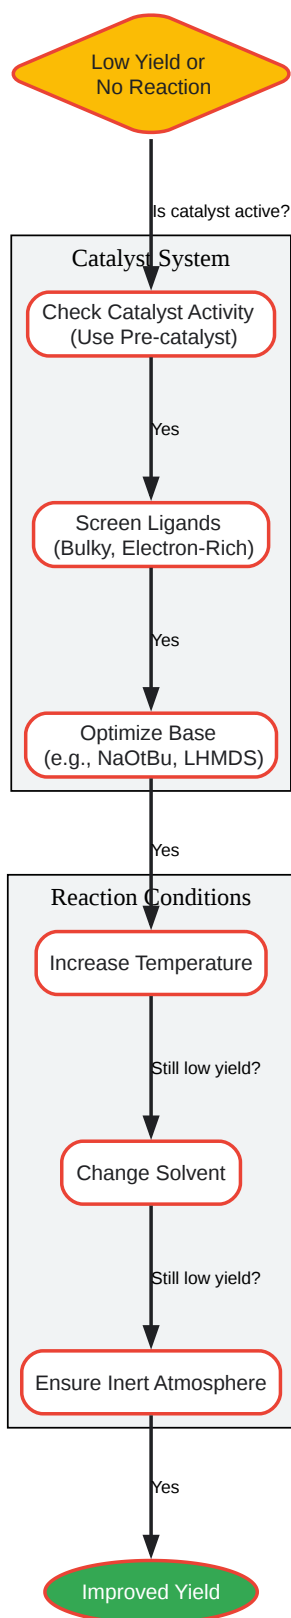 Low Yield or
No Reaction
Is catalyst active?
Catalyst System
Check Catalyst Activity
(Use Pre-catalyst)
Yes
Screen Ligands
(Bulky, Electron-Rich)
Yes
Optimize Base
(e.g., NaOtBu, LHMDS)
Yes
Reaction Conditions
Increase Temperature
Still low yield?
Change Solvent
Still low yield?
Ensure Inert Atmosphere
Yes
Improved Yield